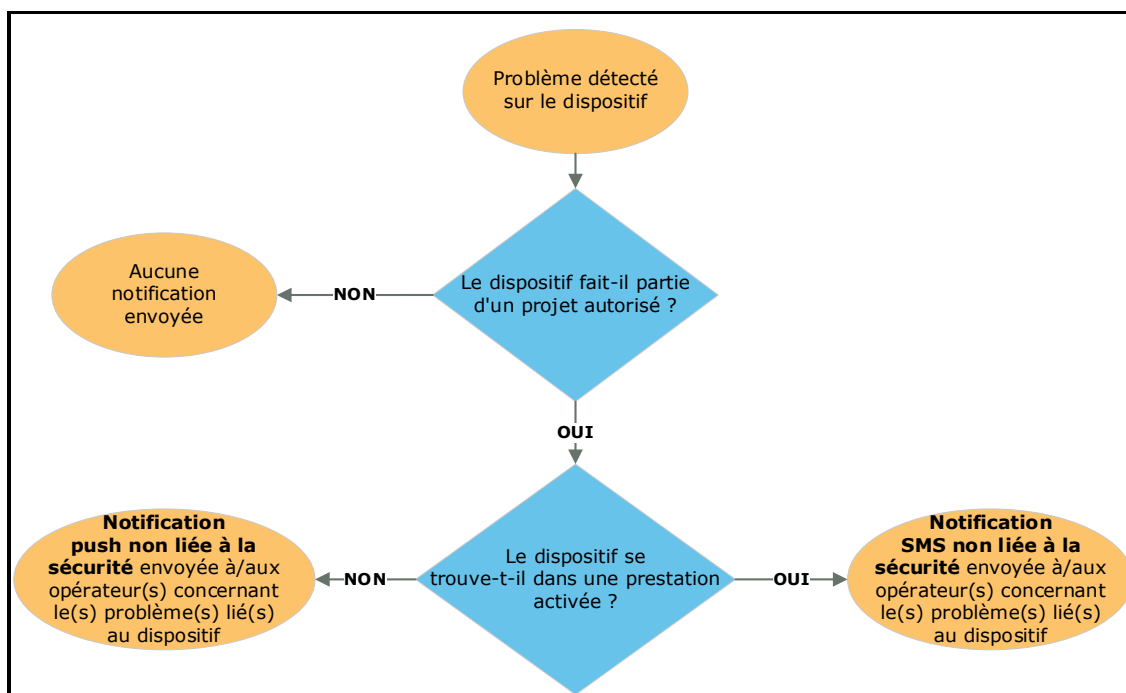 Problème détecté
sur le dispositif
Le dispositif fait-il partie
d'un projet autorisé ?
NON
Aucune
notification
envoyée
OUI
Le dispositif se
trouve-t-il dans une prestation
activée ?
NON
Notification
push non liée à la
sécurité envoyée à/aux
opérateur(s) concernant
le(s) problème(s) lié(s)
au dispositif
OUI
Notification
SMS non liée à la
sécurité envoyée à/aux
opérateur(s) concernant
le(s) problème(s) lié(s)
au dispositif